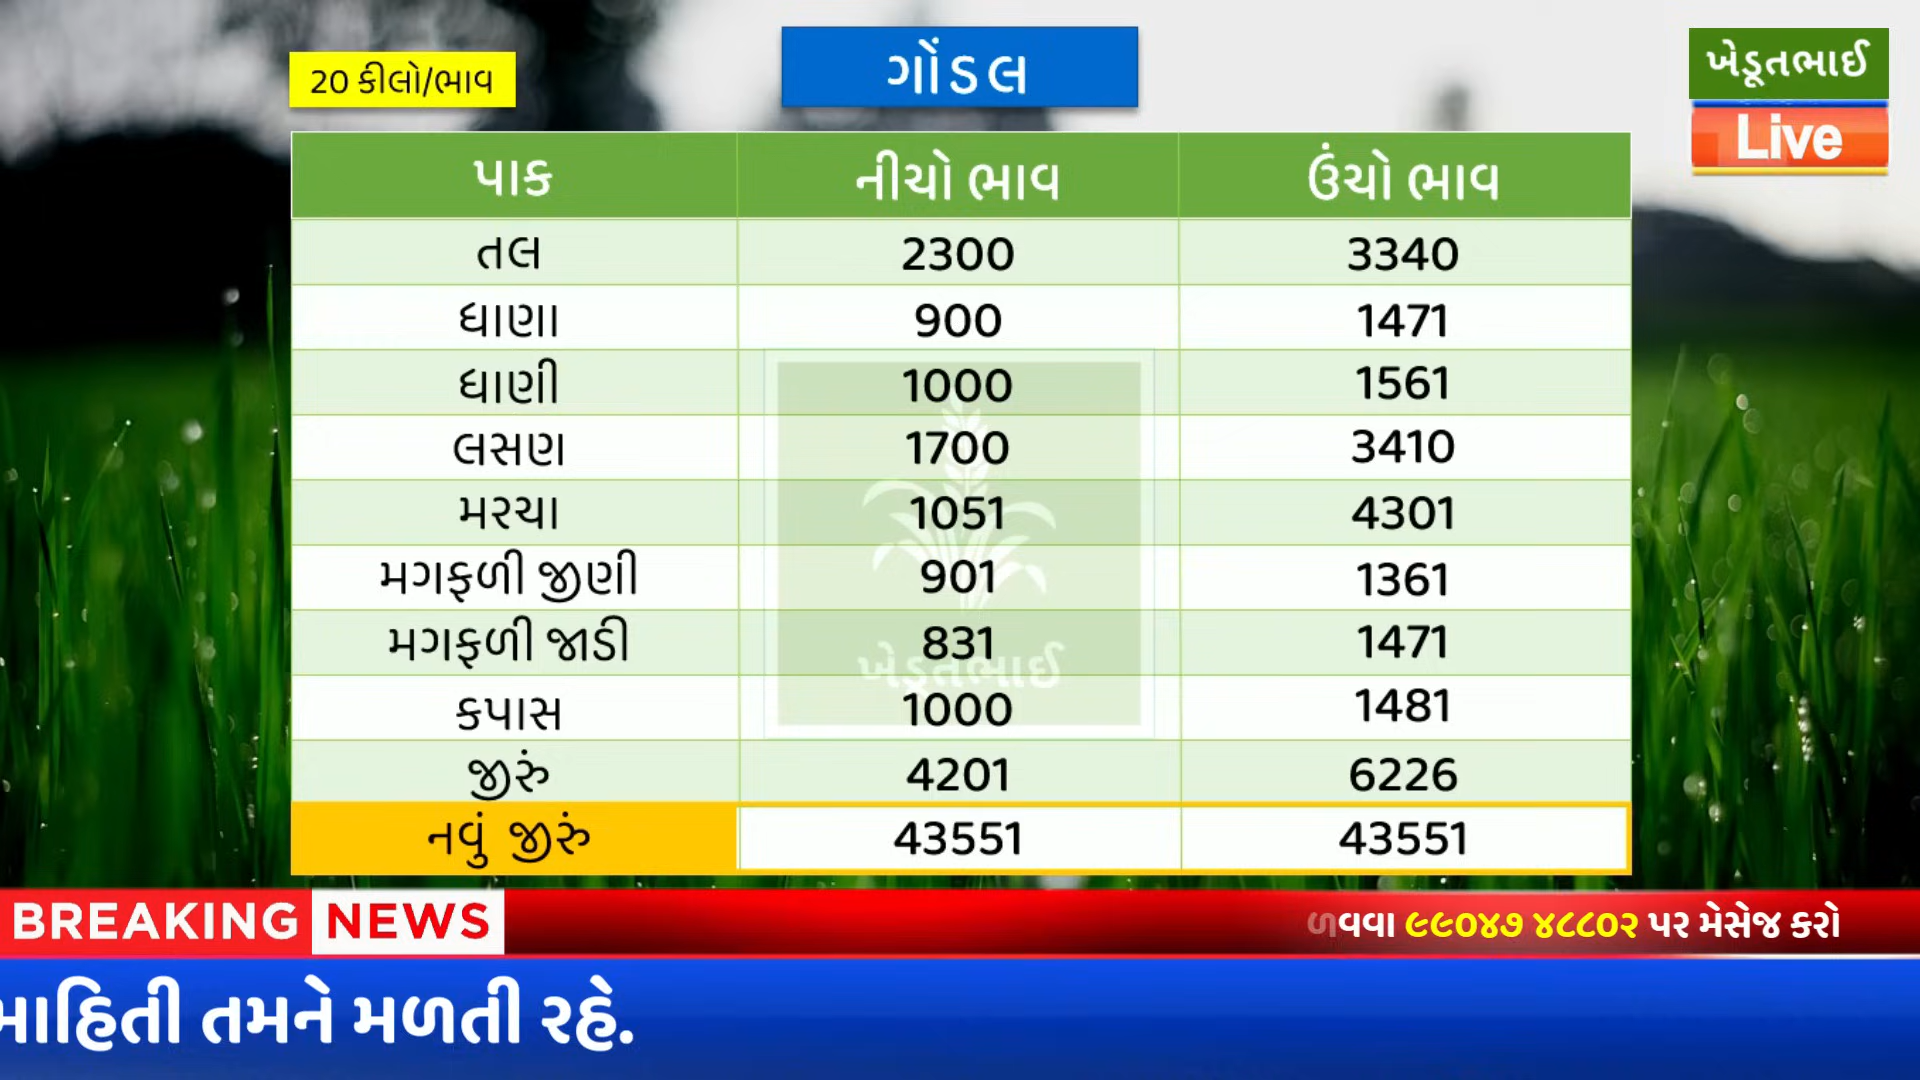 20 કીલો/ભાવ
ગોંડલ
ખેડૂતભાઈ
Live
પાક નીચો ભાવ ઉંચો ભાવ
તલ 2300 3340
ધાણા 900 1471
ધાણી 1000 1561
લસણ 1700 3410
મરચા 1051 4301
મગફળી જીણી 901 1361
મગફળી જાડી 831 1471
કપાસ 1000 1481
જીરું 4201 6226
નવું જીરું 43551 43551
ખેડૂતભાઈ
BREAKING NEWS
ળવવા ૯૯૦૪૭ ૪૮૮૦૨ પર મેસેજ કરો
માહિતી તમને મળતી રહે.